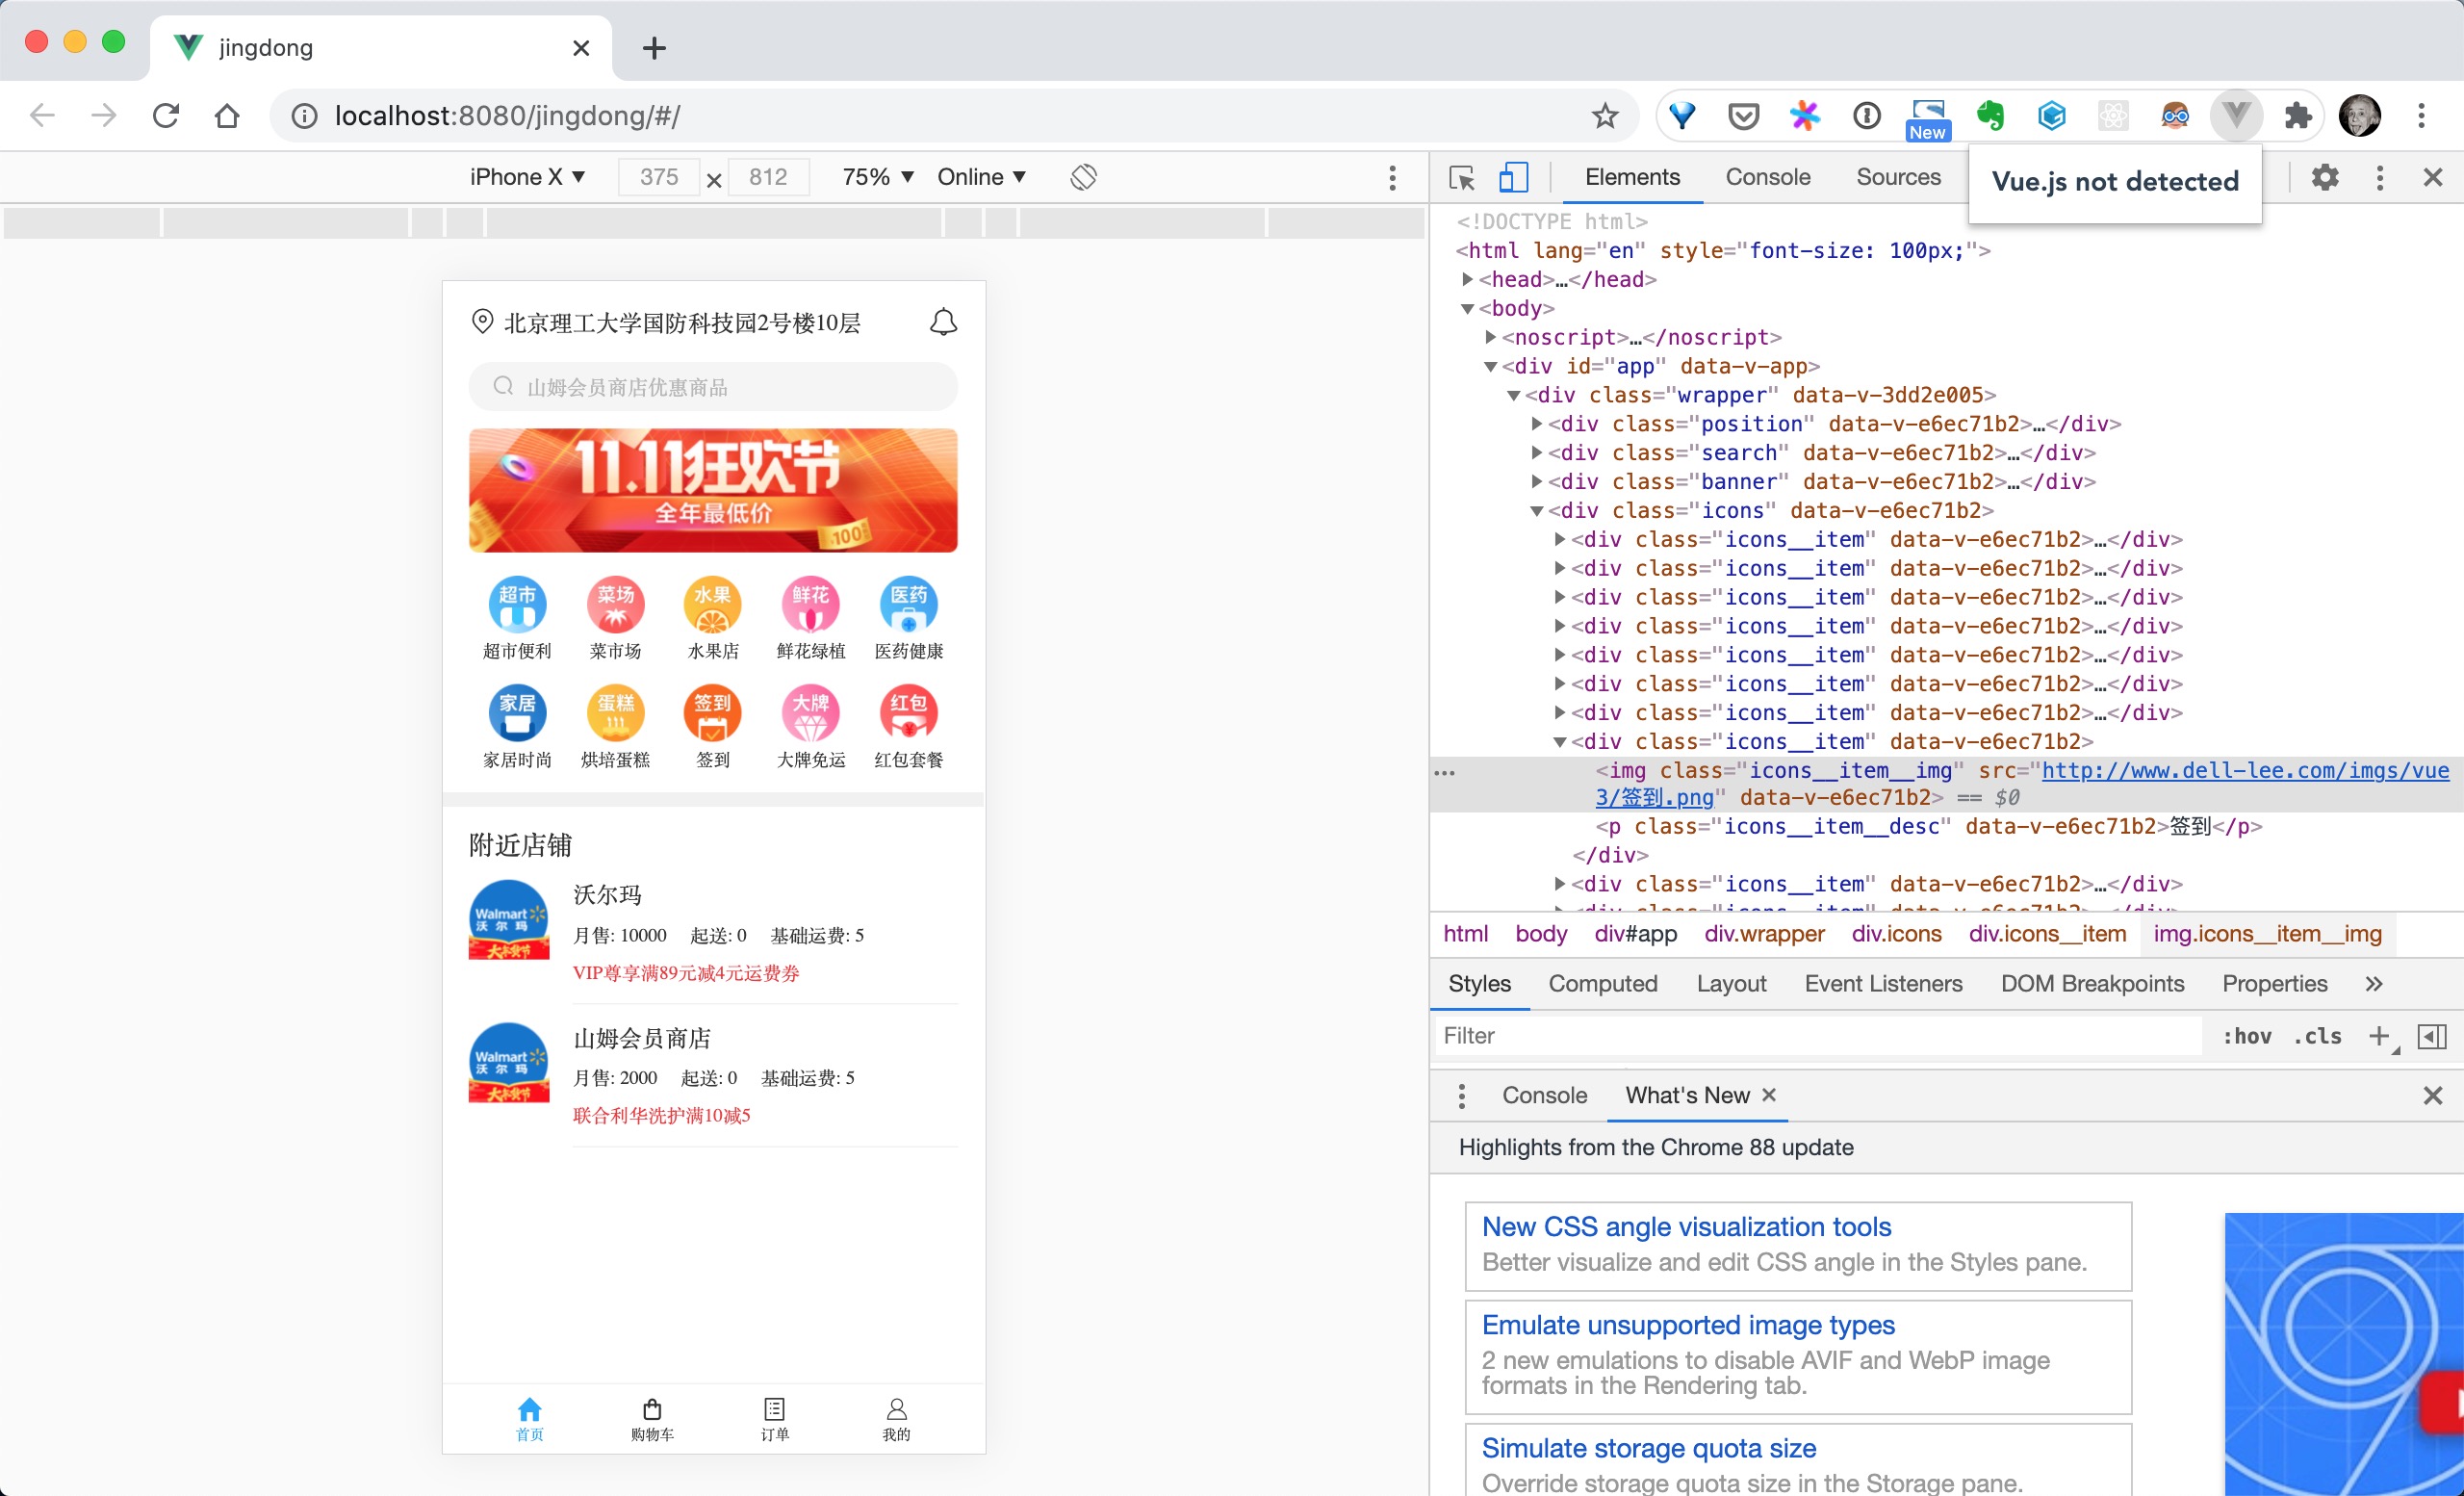 jingdong
localhost:8080/jingdong/#/
New
iPhone X
375 × 812
75%
Online
Elements
Console
Sources
Vue.js not detected
北京理工大学国防科技园2号楼10层
山姆会员商店优惠商品
11.11狂欢节
全年最低价
100
超市 菜场 水果 鲜花 医药
超市便利 菜市场 水果店 鲜花绿植 医药健康
家居 蛋糕 签到 大牌 红包
家居时尚 烘培蛋糕 签到 大牌免运 红包套餐
附近店铺
Walmart
沃尔玛
大衣货节
沃尔玛
月售: 10000 起送: 0 基础运费: 5
VIP尊享满89元减4元运费券
Walmart
沃尔玛
山姆会员商店
月售: 2000 起送: 0 基础运费: 5
联合利华洗护满10减5
首页 购物车 订单 我的
<!DOCTYPE html>
<html lang="en" style="font-size: 100px;">
<head>…</head>
<body>
<noscript>…</noscript>
<div id="app" data-v-app>
<div class="wrapper" data-v-3dd2e005>
<div class="position" data-v-e6ec71b2>…</div>
<div class="search" data-v-e6ec71b2>…</div>
<div class="banner" data-v-e6ec71b2>…</div>
<div class="icons" data-v-e6ec71b2>
<div class="icons__item" data-v-e6ec71b2>…</div>
<div class="icons__item" data-v-e6ec71b2>…</div>
<div class="icons__item" data-v-e6ec71b2>…</div>
<div class="icons__item" data-v-e6ec71b2>…</div>
<div class="icons__item" data-v-e6ec71b2>…</div>
<div class="icons__item" data-v-e6ec71b2>…</div>
<div class="icons__item" data-v-e6ec71b2>…</div>
<div class="icons__item" data-v-e6ec71b2>
<img class="icons__item__img" src="http://www.dell-lee.com/imgs/vue
3/签到.png" data-v-e6ec71b2> == $0
<p class="icons__item__desc" data-v-e6ec71b2>签到</p>
</div>
<div class="icons__item" data-v-e6ec71b2>…</div>
<div class="icons__item" data-v-e6ec71b2>…</div>
html body div#app div.wrapper div.icons div.icons__item img.icons__item__img
Styles Computed Layout Event Listeners DOM Breakpoints Properties »
Filter
:hov .cls +
Console What's New ×
Highlights from the Chrome 88 update
New CSS angle visualization tools
Better visualize and edit CSS angle in the Styles pane.
Emulate unsupported image types
2 new emulations to disable AVIF and WebP image
formats in the Rendering tab.
Simulate storage quota size
Override storage quota size in the Storage pane.